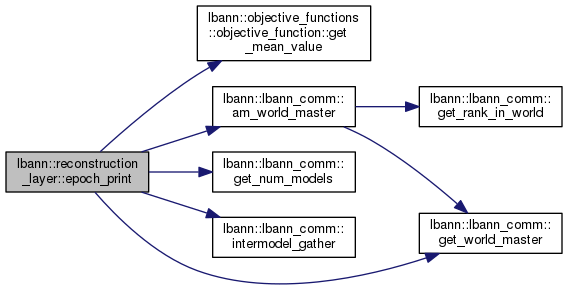 lbann::reconstruction
_layer::epoch_print
lbann::objective_functions
::objective_function::get
_mean_value
lbann::lbann_comm::
am_world_master
lbann::lbann_comm::
get_rank_in_world
lbann::lbann_comm::
get_num_models
lbann::lbann_comm::
intermodel_gather
lbann::lbann_comm::
get_world_master